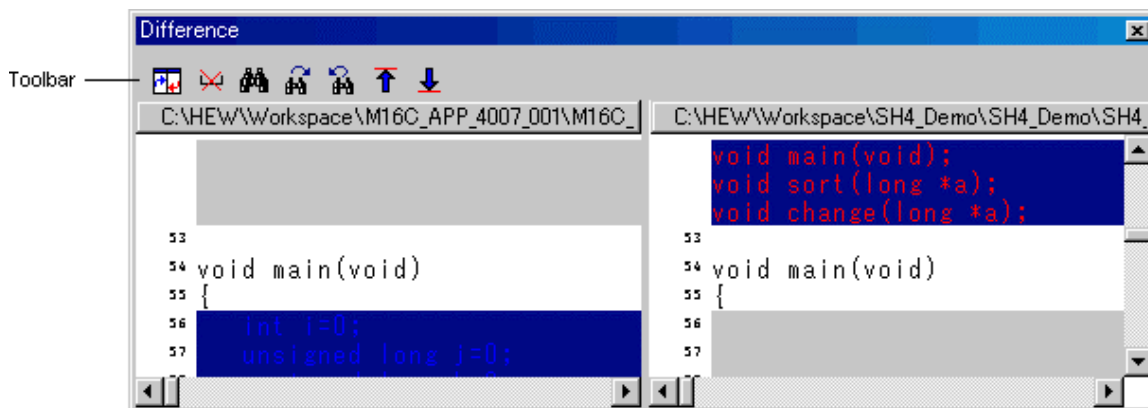 Difference
Toolbar
C:\HEW\Workspace\M16C_APP_4007_001\M16C_
53
54 void main(void)
55 {
56 int i=0;
57 unsigned long j=0;
C:\HEW\Workspace\SH4_Demo\SH4_Demo\SH4_
void main(void);
void sort(long *a);
void change(long *a);
53
54 void main(void)
55 {
56
57